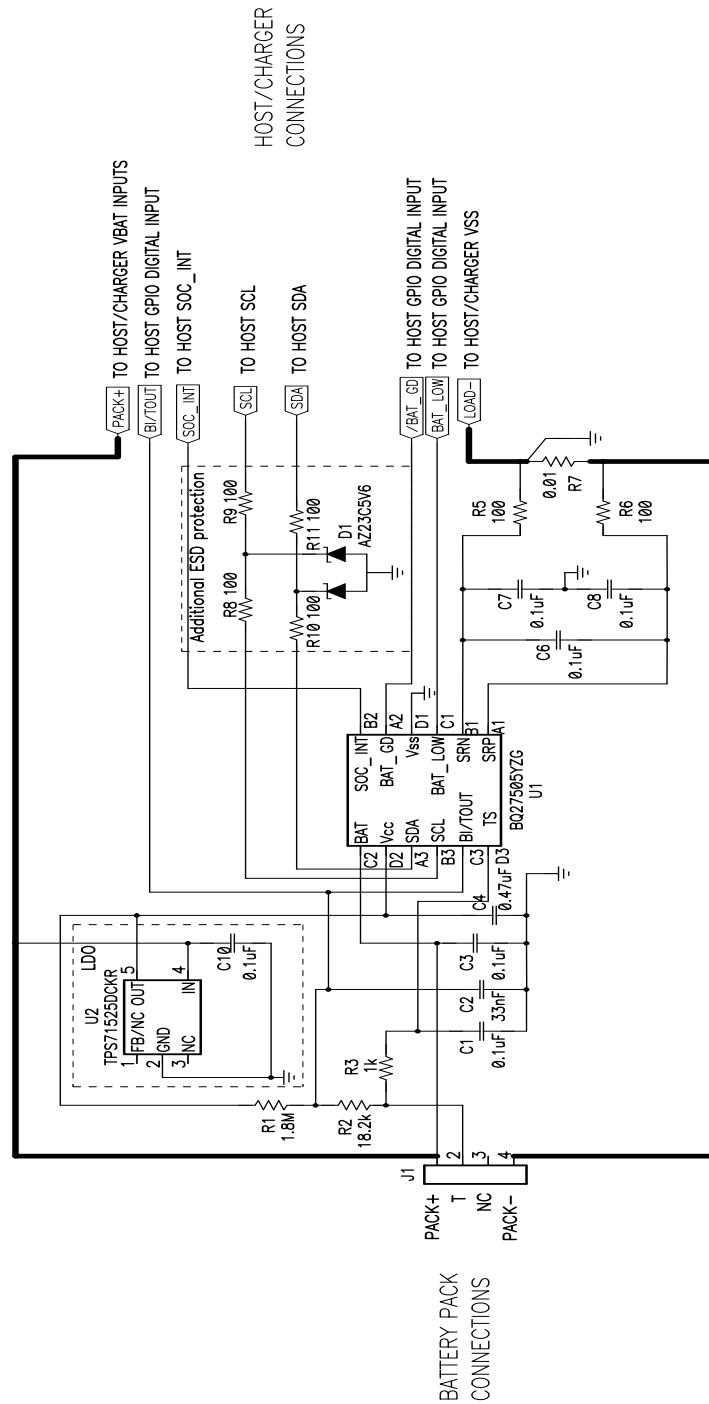 HOST/CHARGER
CONNECTIONS
PACK+ TO HOST/CHARGER VBAT INPUTS
BI/TOUT TO HOST GPIO DIGITAL INPUT
SOC_INT TO HOST SOC_INT
SCL TO HOST SCL
SDA TO HOST SDA
/BAT_GD TO HOST GPIO DIGITAL INPUT
BAT_LOW TO HOST GPIO DIGITAL INPUT
LOAD- TO HOST/CHARGER VSS
Additional ESD protection
R8 100
R9 100
R10 100
R11 100
D1
AZ23C5V6
R5
100
0.01
R7
R6
100
C7
0.1uF
C8
0.1uF
C6
0.1uF
LDO
U2
TPS71525DCKR
1
FB/NC OUT
5
2
GND
3
NC
IN
4
C10
0.1uF
BAT
C2
Vcc
D2
SDA
A3
SCL
B3
BI/TOUT
C3
TS
D3
SOC_INT
B2
BAT_GD
A2
Vss
D1
BAT_LOW
C1
SRN
B1
SRP
A1
BQ27505YZG
U1
R1
1.8M
R2
18.2k
R3
1k
C1
0.1uF
C2
33nF
C3
0.1uF
C4
0.47uF
J1
PACK+
T
2
NC
3
PACK-
4
BATTERY PACK
CONNECTIONS